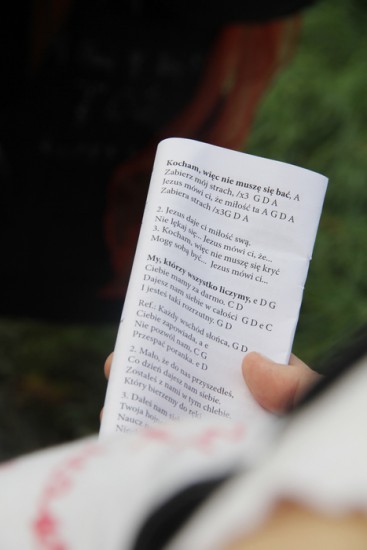 Kocham, więc nie muszę się bać, A
Zabierz mój strach, /x3 G D A
Jezus mówi ci, że miłość ta A G D A
Zabiera strach /x3G D A
2. Jezus daje ci miłość swą.
Nie lękaj się... Jezus mówi ci, że...
3. Kocham, więc nie muszę się kryć
Mogę sobą być... Jezus mówi ci...
My, którzy wszystko liczymy, e D G
Ciebie mamy za darmo. C D
Dajesz nam siebie w całości G D e C
I jesteś taki rozrzutny. G D
Ref.: Każdy wschód słońca, G D
Ciebie zapowiada, a e
Nie pozwól nam, C G
Przespać poranka. e D
2. Mało, że do nas przyszedłeś,
Co dzień dajesz nam siebie.
Zostałeś z nami w tym chlebie,
Który bierzemy do ręki
3. Dałeś nam
Twoja
Naucz